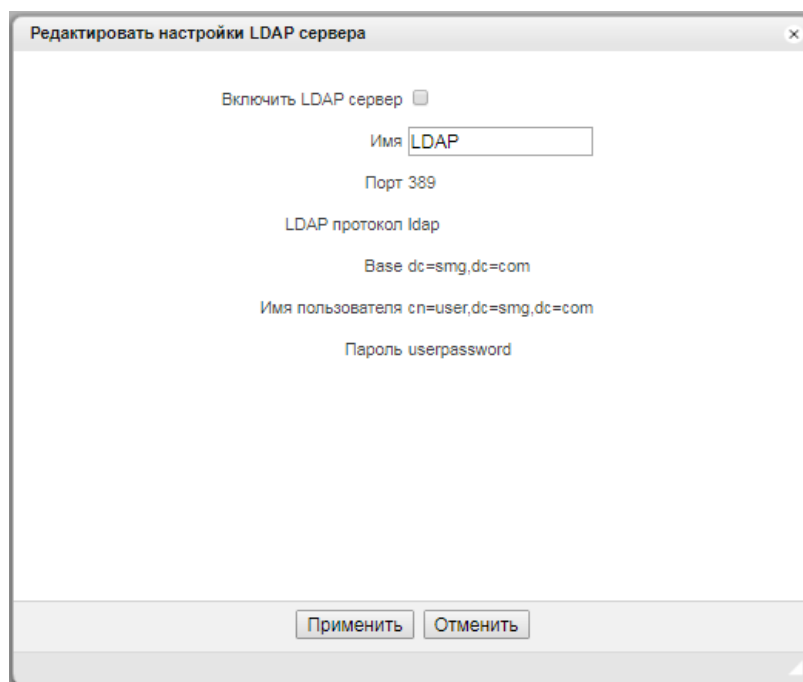 Редактировать настройки LDAP сервера
Включить LDAP сервер
Имя LDAP
Порт 389
LDAP протокол ldap
Base dc=smg,dc=com
Имя пользователя cn=user,dc=smg,dc=com
Пароль userpassword
Применить Отменить